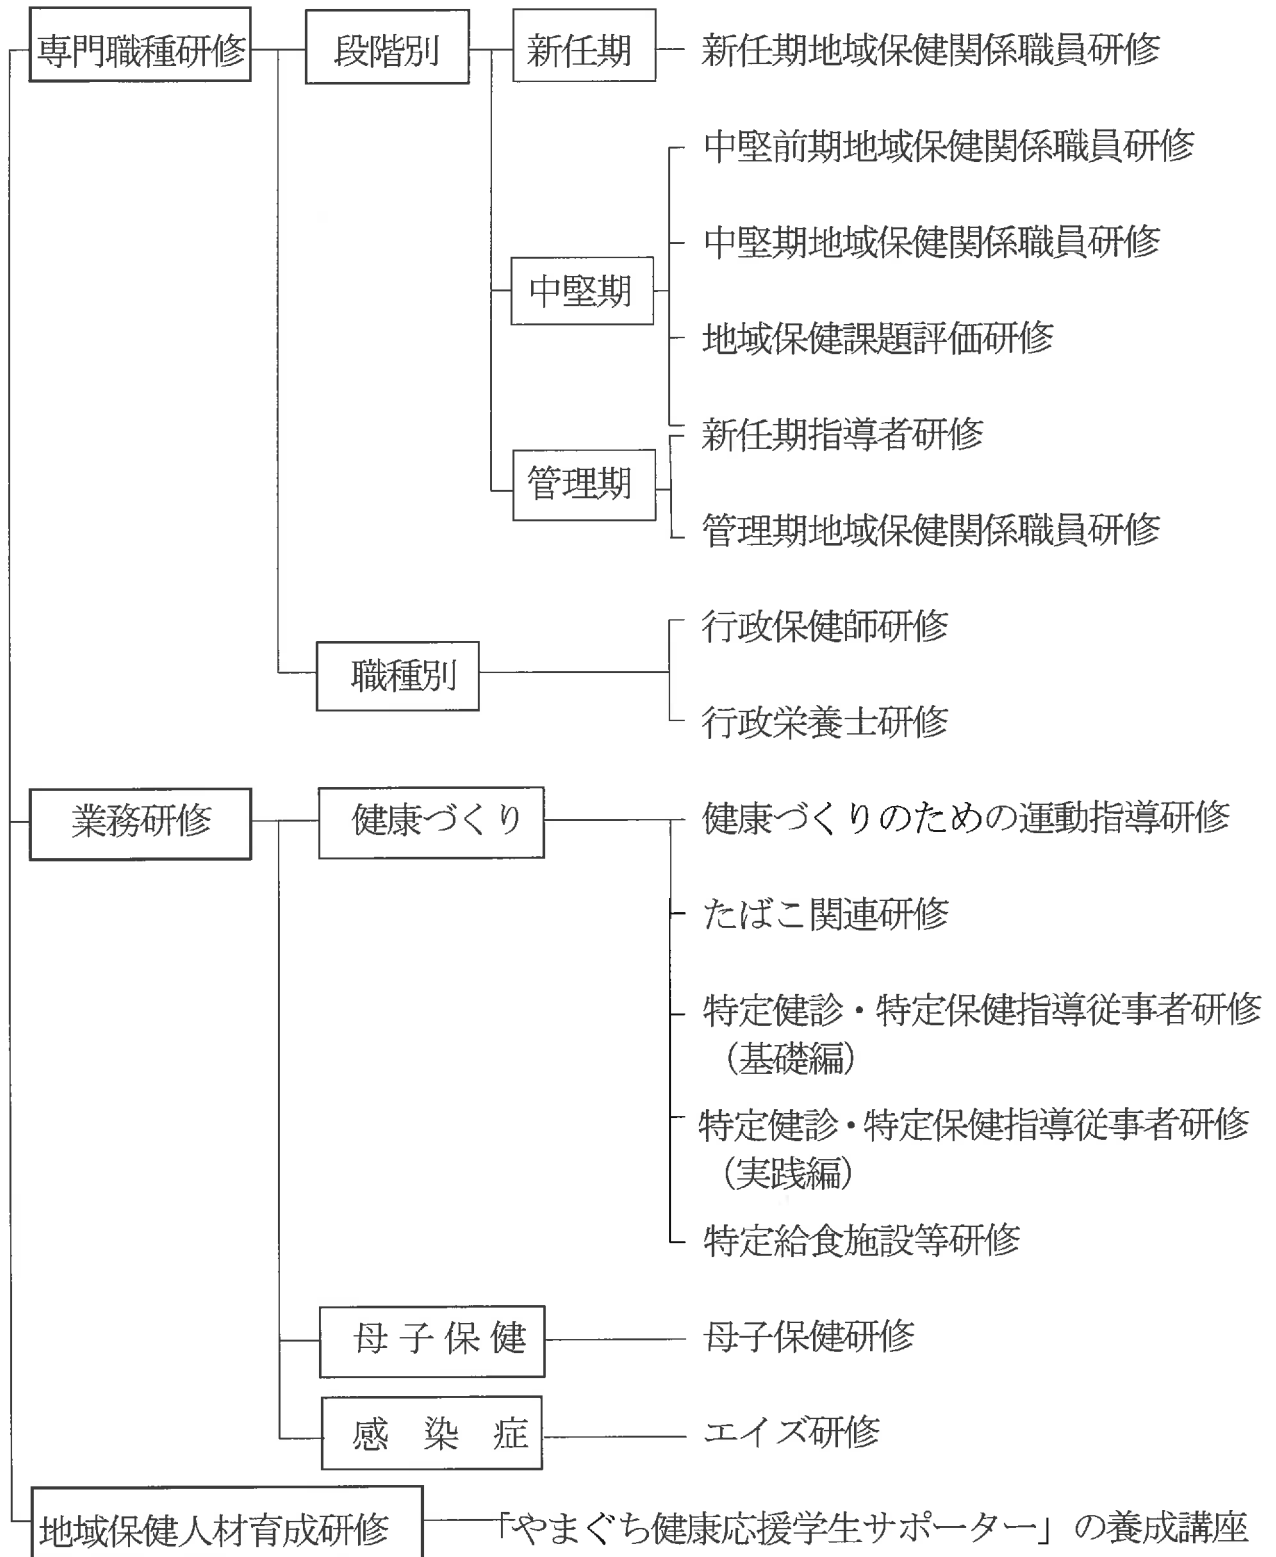 専門職種研修 段階別 新任期 新任期地域保健関係職員研修
中堅前期地域保健関係職員研修
中堅期地域保健関係職員研修
中堅期
地域保健課題評価研修
新任期指導者研修
管理期
管理期地域保健関係職員研修
行政保健師研修
職種別
行政栄養士研修
業務研修 健康づくり 健康づくりのための運動指導研修
たばこ関連研修
特定健診・特定保健指導従事者研修
（基礎編）
特定健診・特定保健指導従事者研修
（実践編）
特定給食施設等研修
母子保健 母子保健研修
感染症 エイズ研修
地域保健人材育成研修 「やまぐち健康応援学生サポーター」の養成講座